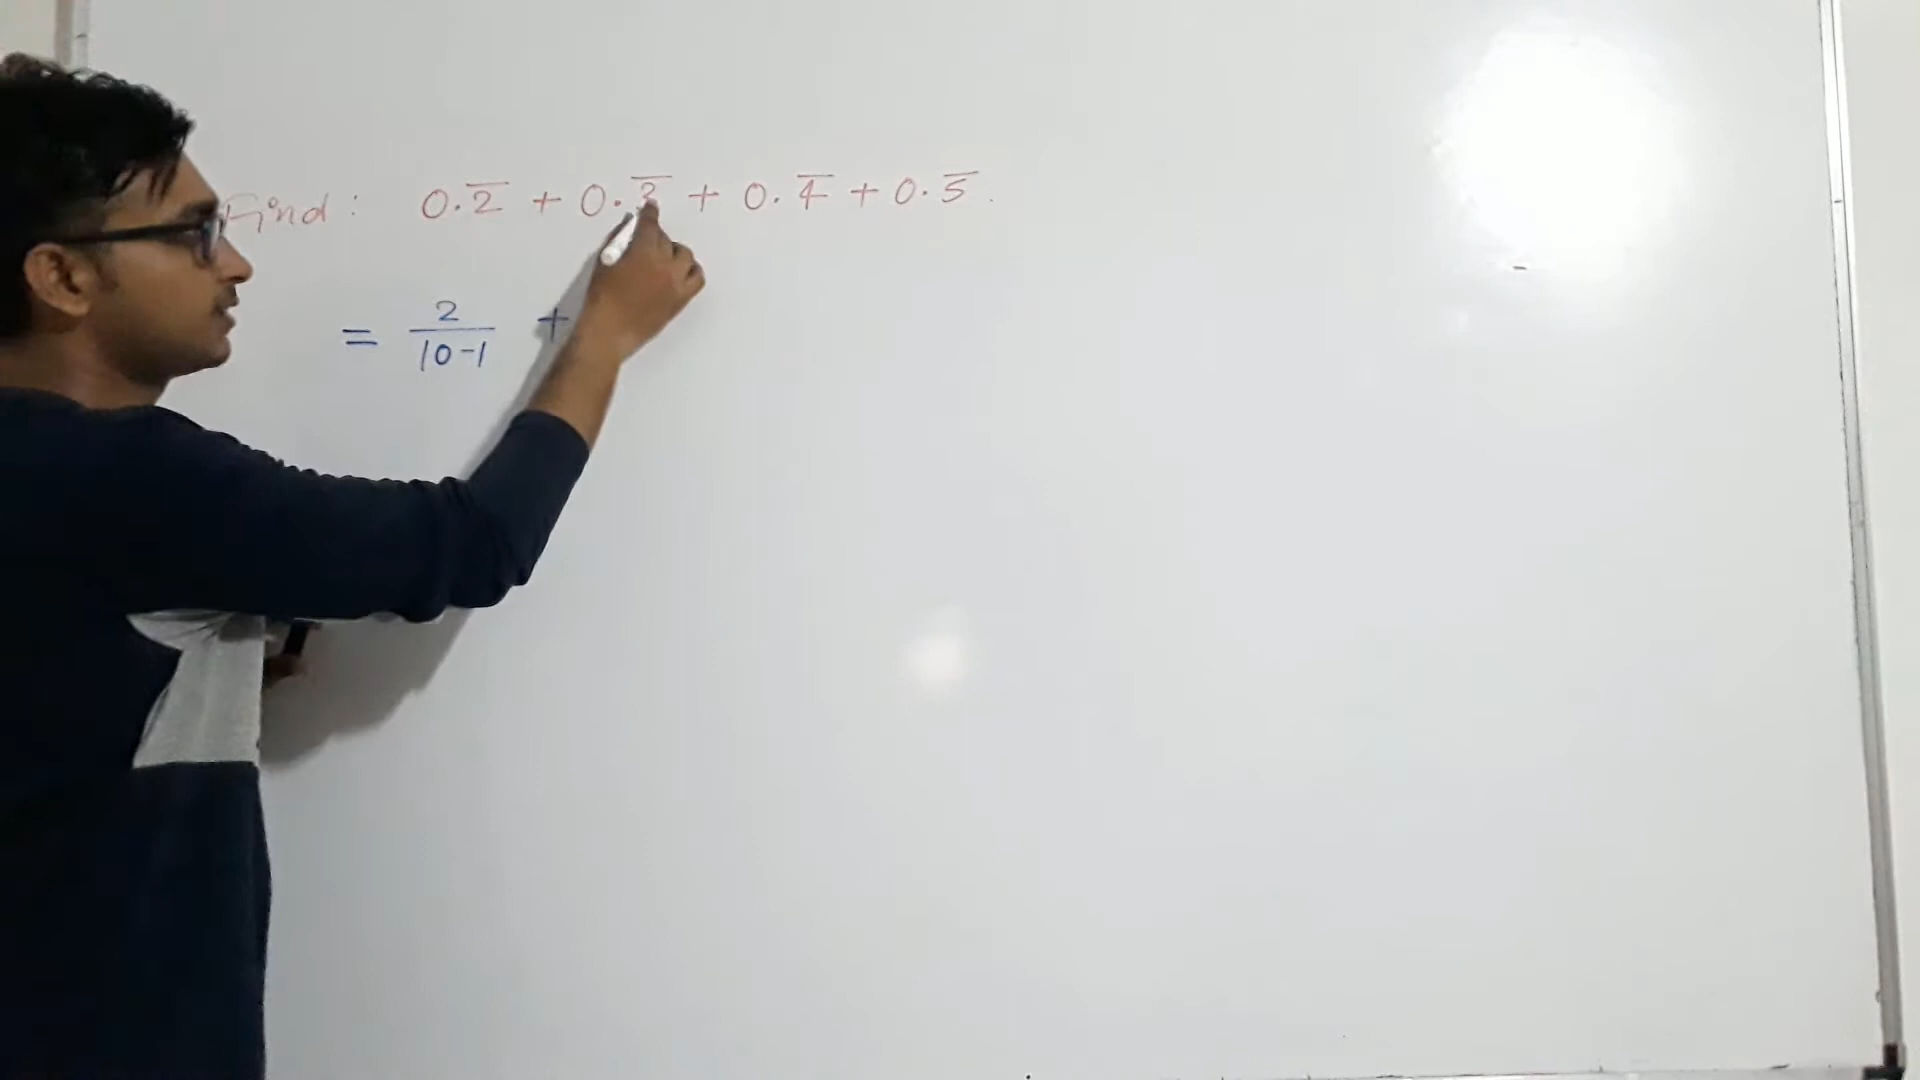 Find : 0.2̅ + 0.3̅ + 0.4̅ + 0.5̅.
= 2/(10-1) +